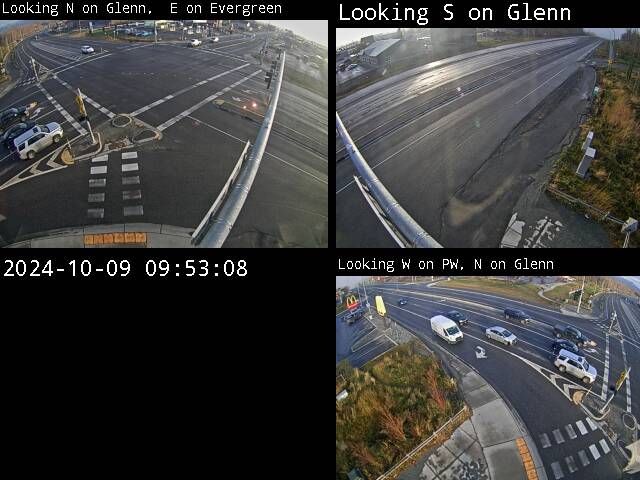 Looking N on Glenn, E on Evergreen
Looking S on Glenn
2024-10-09 09:53:08
Looking W on PW, N on Glenn